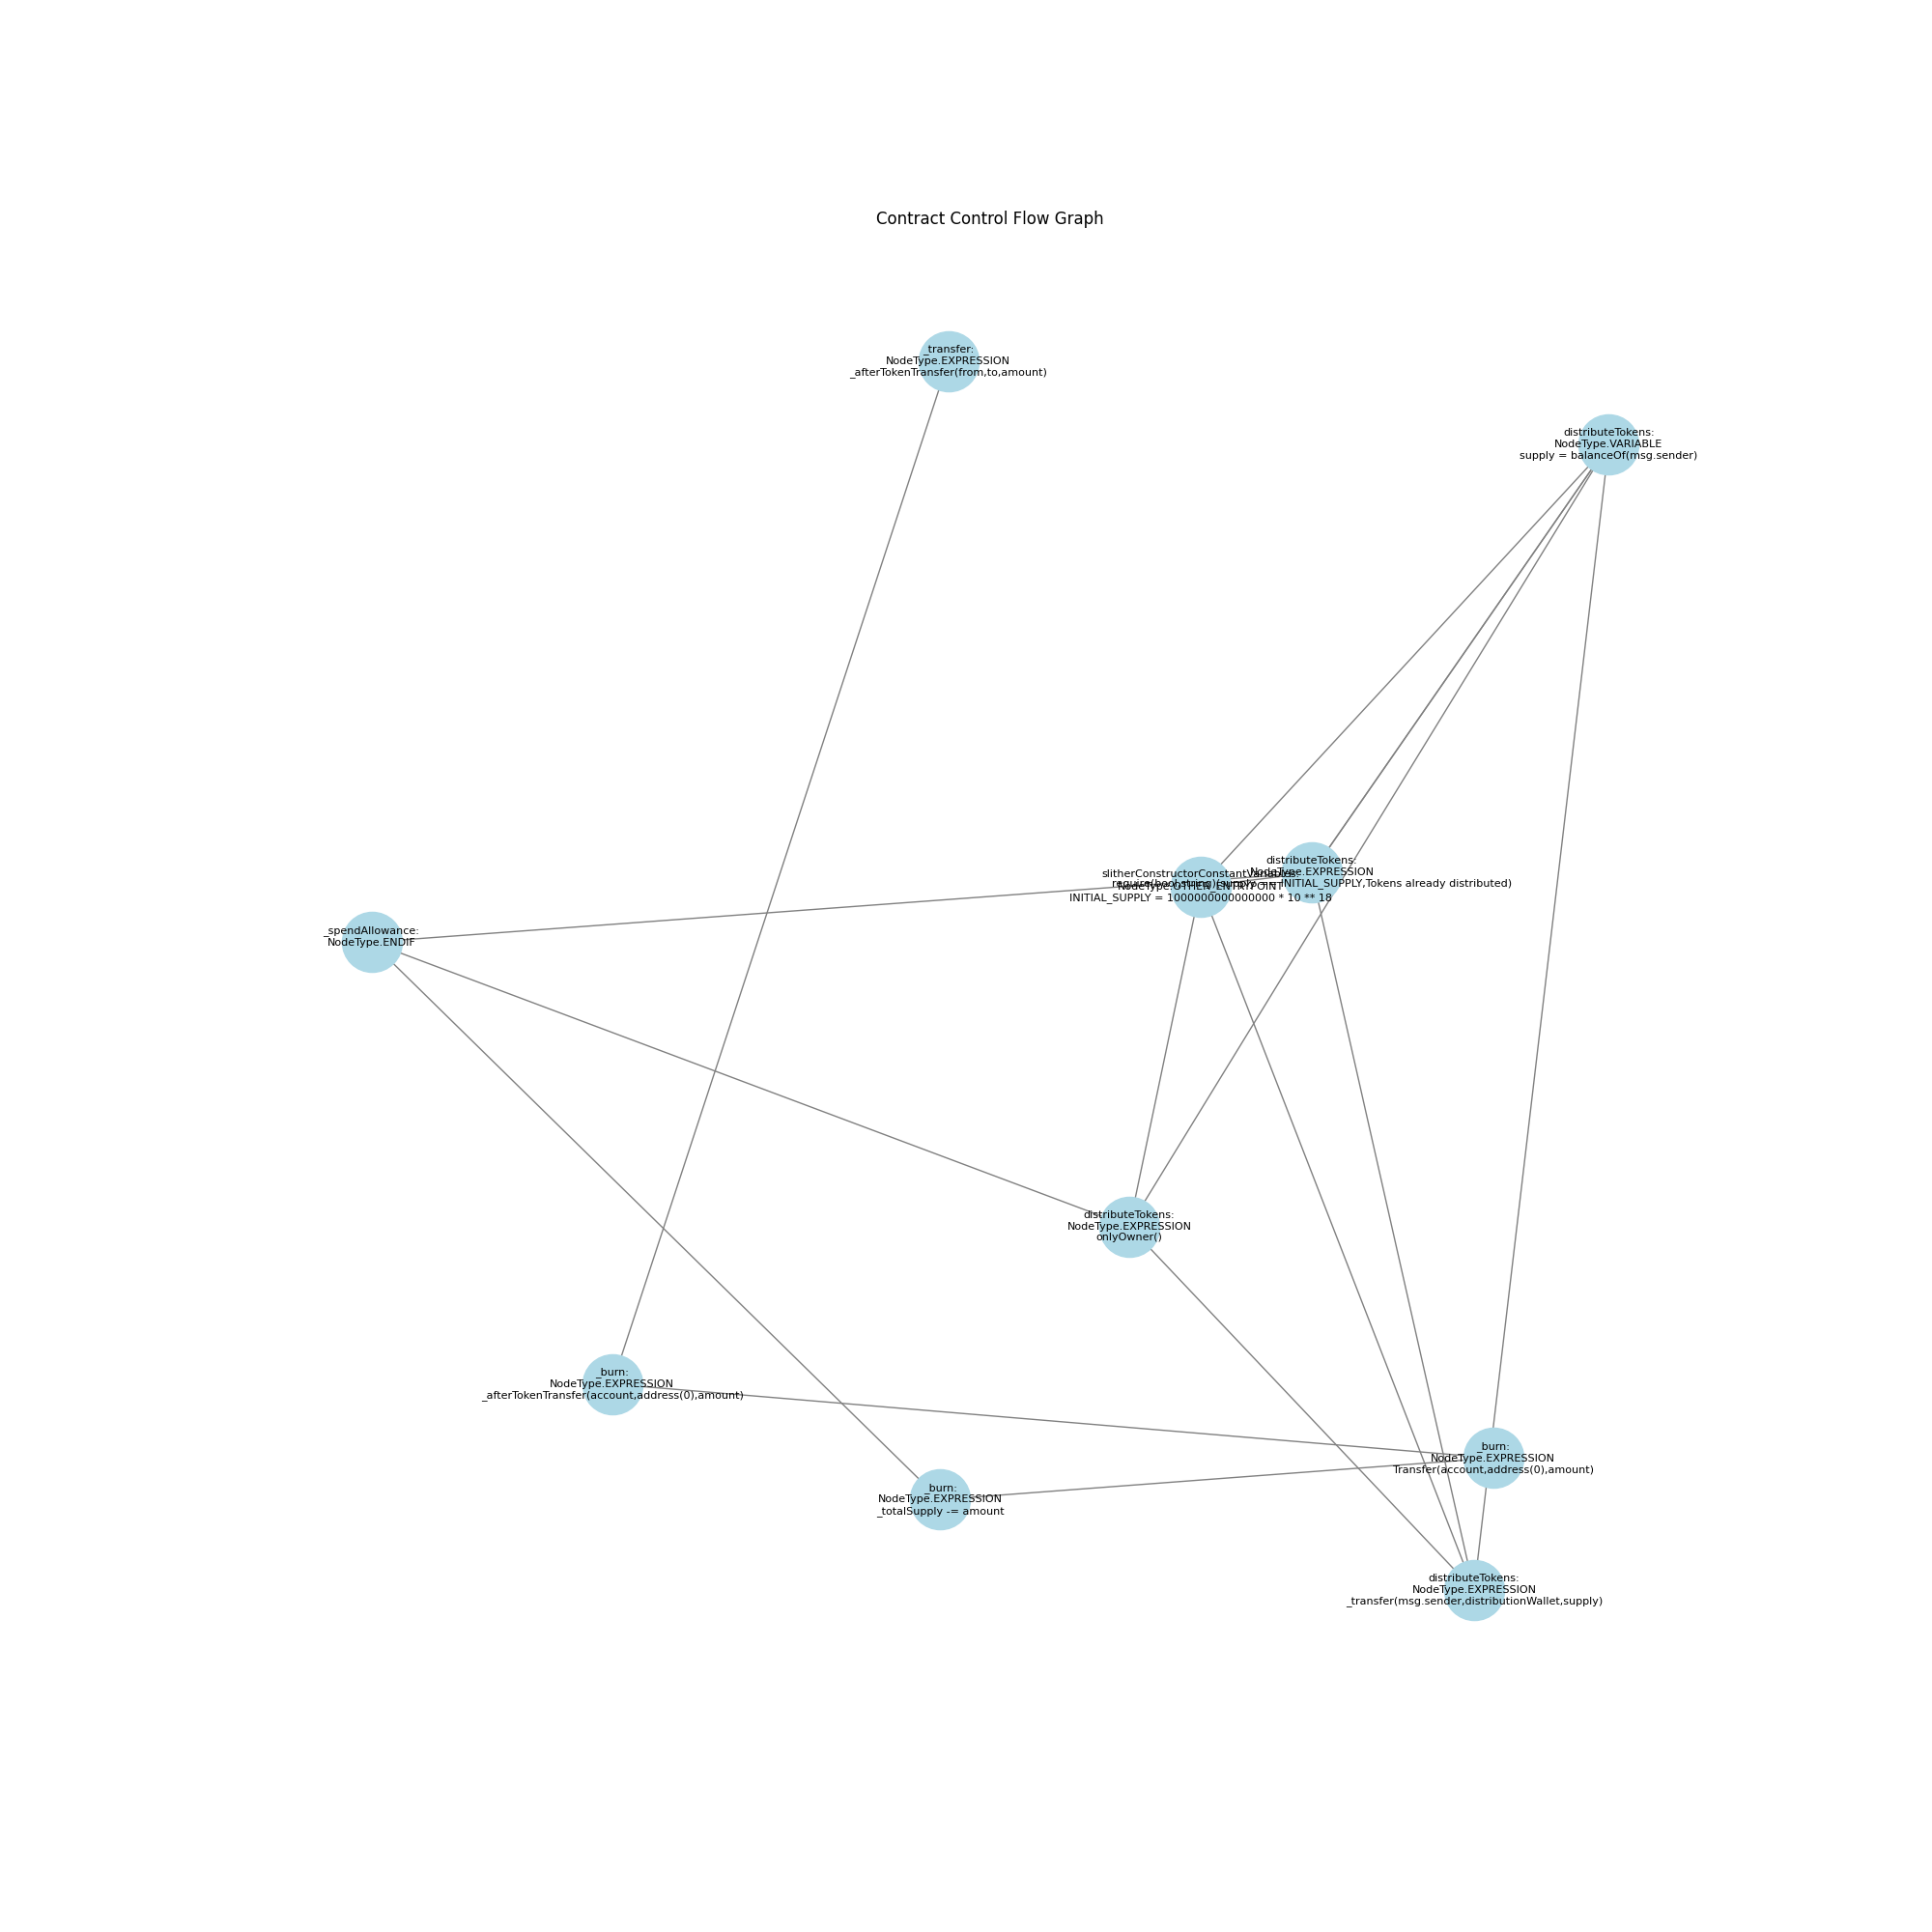 Contract Control Flow Graph
_transfer:
NodeType.EXPRESSION
_afterTokenTransfer(from,to,amount)
distributeTokens:
NodeType.VARIABLE
supply = balanceOf(msg.sender)
distributeTokens:
NodeType.EXPRESSION
require(bool,string)(supply == INITIAL_SUPPLY,Tokens already distributed)
slitherConstructorConstantVariables:
NodeType.OTHER_ENTRYPOINT
INITIAL_SUPPLY = 1000000000000000 * 10 ** 18
_spendAllowance:
NodeType.ENDIF
distributeTokens:
NodeType.EXPRESSION
onlyOwner()
_burn:
NodeType.EXPRESSION
_afterTokenTransfer(account,address(0),amount)
_burn:
NodeType.EXPRESSION
Transfer(account,address(0),amount)
_burn:
NodeType.EXPRESSION
_totalSupply -= amount
distributeTokens:
NodeType.EXPRESSION
_transfer(msg.sender,distributionWallet,supply)